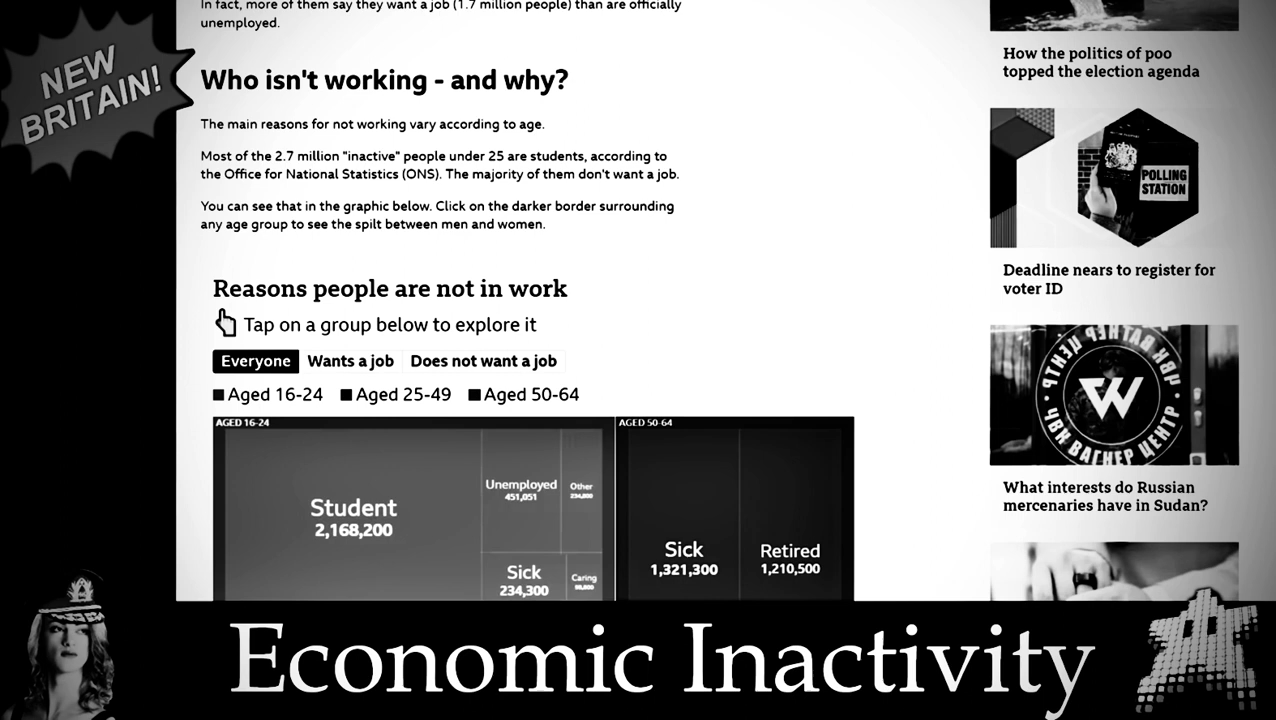 In fact, more of them say they want a job (1.7 million people) than are officially
unemployed.
NEW
BRITAIN!
Who isn't working - and why?
The main reasons for not working vary according to age.
Most of the 2.7 million "inactive" people under 25 are students, according to
the Office for National Statistics (ONS). The majority of them don't want a job.
You can see that in the graphic below. Click on the darker border surrounding
any age group to see the spilt between men and women.
Reasons people are not in work
Tap on a group below to explore it
Everyone Wants a job Does not want a job
Aged 16-24 Aged 25-49 Aged 50-64
AGED 16-24
Student
2,168,200
Unemployed
451,051
Other
Sick
234,300
Caring
AGED 50-64
Sick
1,321,300
Retired
1,210,500
How the politics of poo
topped the election agenda
POLLING
STATION
Deadline nears to register for
voter ID
ЧВК ВАГНЕР ЦЕНТР
What interests do Russian
mercenaries have in Sudan?
Economic Inactivity